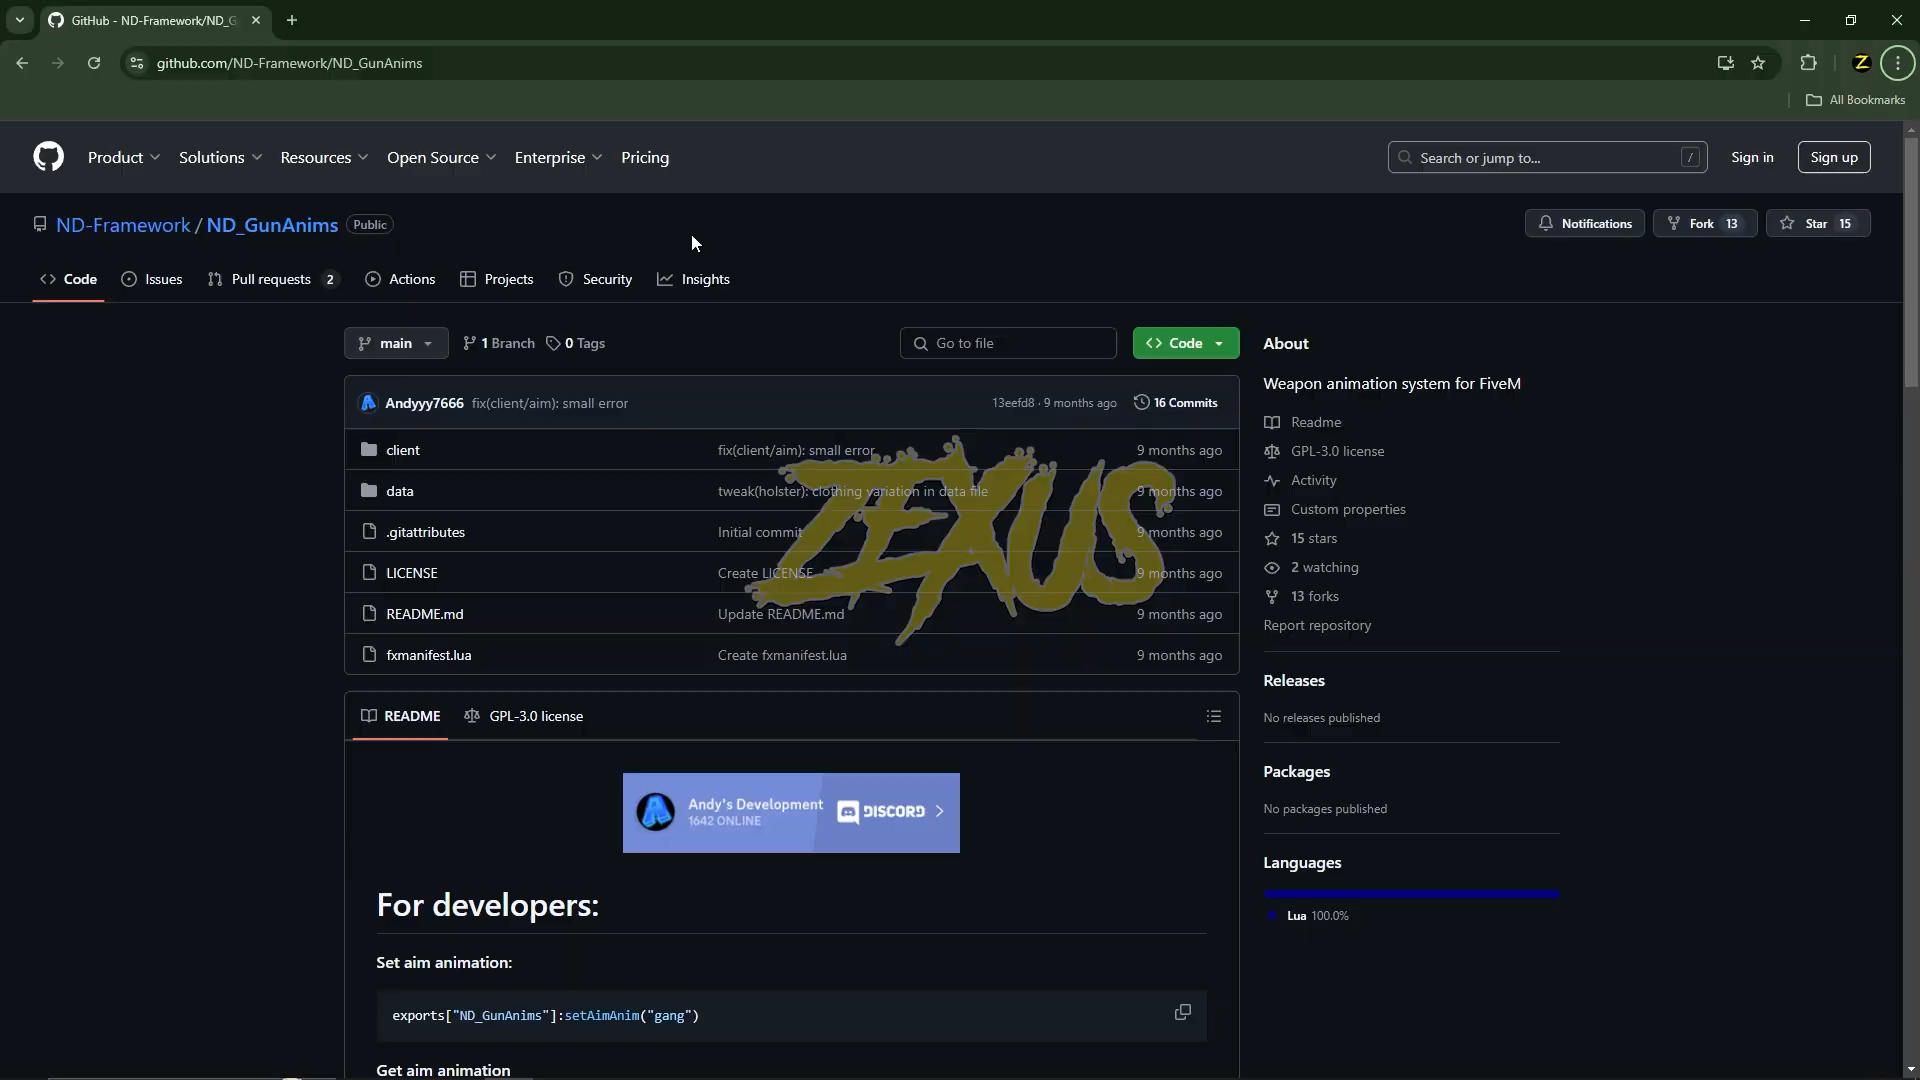 GitHub - ND-Framework/ND_G
github.com/ND-Framework/ND_GunAnims
Z
All Bookmarks
Product Solutions Resources Open Source Enterprise Pricing
Search or jump to... /
Sign in
Sign up
ND-Framework / ND_GunAnims Public
Notifications
Fork 13
Star 15
Code Issues Pull requests 2 Actions Projects Security Insights
main 1 Branch 0 Tags
Go to file
Code
Andyyy7666 fix(client/aim): small error 13eefd8 · 9 months ago 16 Commits
client fix(client/aim): small error 9 months ago
data tweak(holster): clothing variation in data file 9 months ago
.gitattributes Initial commit 9 months ago
LICENSE Create LICENSE 9 months ago
README.md Update README.md 9 months ago
fxmanifest.lua Create fxmanifest.lua 9 months ago
ZEXUS
README GPL-3.0 license
Andy's Development
1642 ONLINE
DISCORD
For developers:
Set aim animation:
exports["ND_GunAnims"]:setAimAnim("gang")
Get aim animation
About
Weapon animation system for FiveM
Readme
GPL-3.0 license
Activity
Custom properties
15 stars
2 watching
13 forks
Report repository
Releases
No releases published
Packages
No packages published
Languages
Lua 100.0%